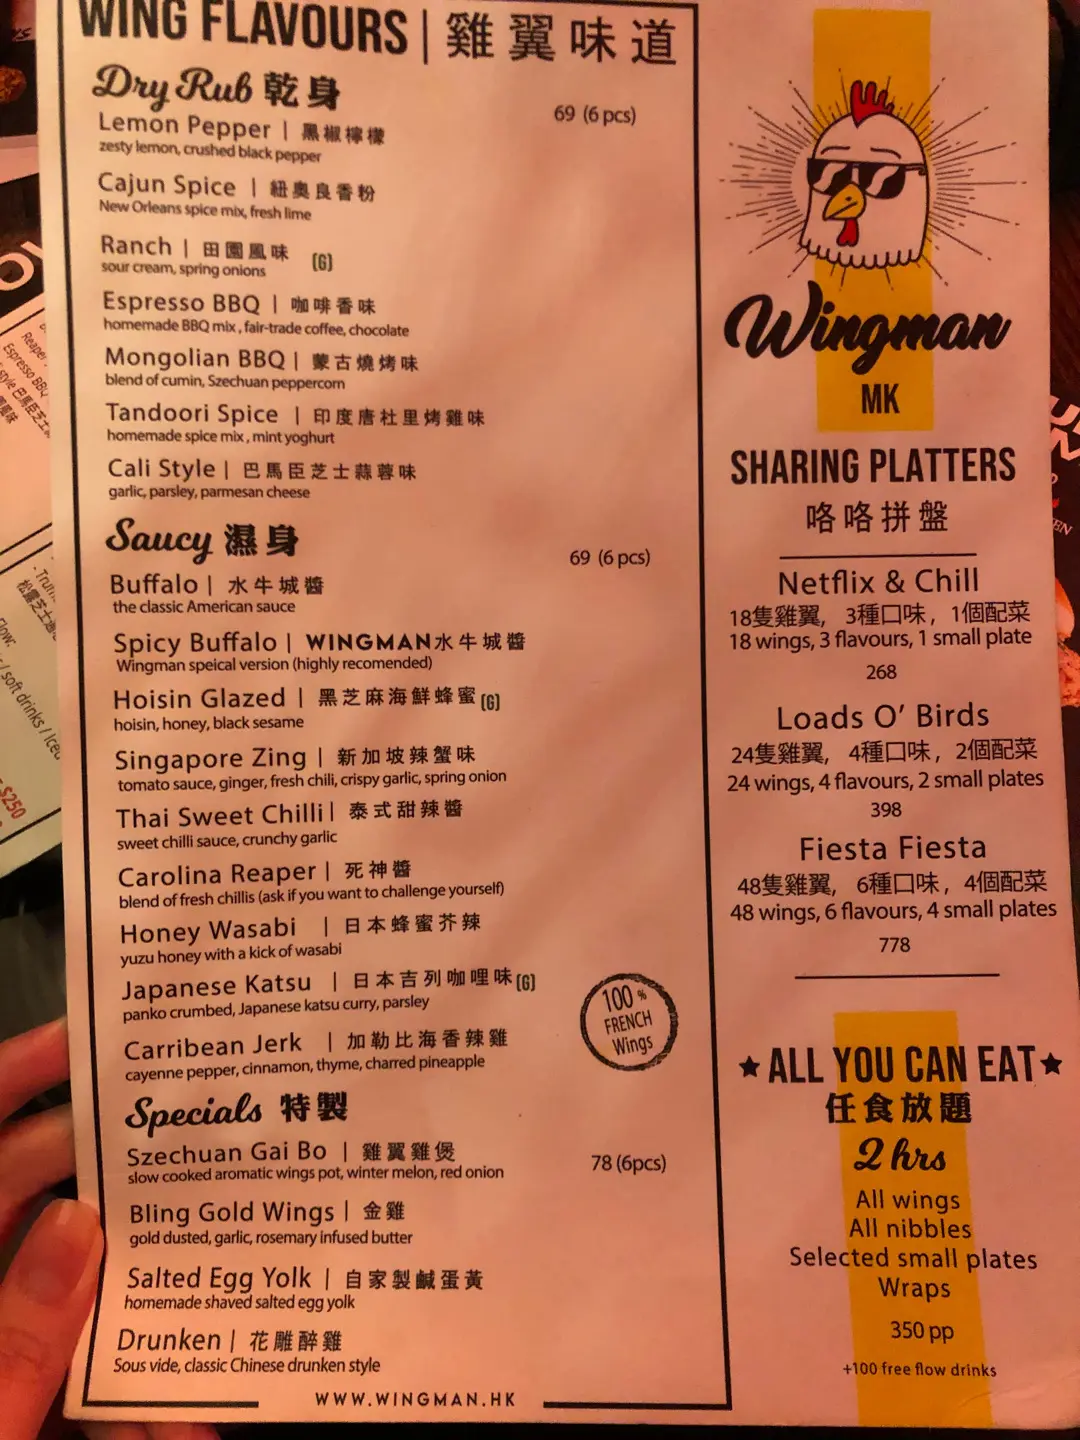 WING FLAVOURS | 雞翼味道
Dry Rub 乾身
69 (6 pcs)
Lemon Pepper | 黑椒檸檬
zesty lemon, crushed black pepper
Cajun Spice | 紐奧良香粉
New Orleans spice mix, fresh lime
Ranch | 田園風味 (G)
sour cream, spring onions
Espresso BBQ | 咖啡香味
homemade BBQ mix , fair-trade coffee, chocolate
Mongolian BBQ | 蒙古燒烤味
blend of cumin, Szechuan peppercorn
Tandoori Spice | 印度唐杜里烤雞味
homemade spice mix , mint yoghurt
Cali Style | 巴馬臣芝士蒜蓉味
garlic, parsley, parmesan cheese
Saucy 濕身
69 (6 pcs)
Buffalo | 水牛城醬
the classic American sauce
Spicy Buffalo | WINGMAN水牛城醬
Wingman speical version (highly recomended)
Hoisin Glazed | 黑芝麻海鮮蜂蜜 (G)
hoisin, honey, black sesame
Singapore Zing | 新加坡辣蟹味
tomato sauce, ginger, fresh chili, crispy garlic, spring onion
Thai Sweet Chilli | 泰式甜辣醬
sweet chilli sauce, crunchy garlic
Carolina Reaper | 死神醬
blend of fresh chillis (ask if you want to challenge yourself)
Honey Wasabi | 日本蜂蜜芥辣
yuzu honey with a kick of wasabi
Japanese Katsu | 日本吉列咖哩味 (G)
panko crumbed, Japanese katsu curry, parsley
Carribean Jerk | 加勒比海香辣雞
cayenne pepper, cinnamon, thyme, charred pineapple
100 %
FRENCH
Wings
Specials 特製
Szechuan Gai Bo | 雞翼雞煲
78 (6pcs)
slow cooked aromatic wings pot, winter melon, red onion
Bling Gold Wings | 金雞
gold dusted, garlic, rosemary infused butter
Salted Egg Yolk | 自家製鹹蛋黃
homemade shaved salted egg yolk
Drunken | 花雕醉雞
Sous vide, classic Chinese drunken style
WWW.WINGMAN.HK
Wingman
MK
SHARING PLATTERS
咯咯拼盤
Netflix & Chill
18隻雞翼, 3種口味, 1個配菜
18 wings, 3 flavours, 1 small plate
268
Loads O' Birds
24隻雞翼, 4種口味, 2個配菜
24 wings, 4 flavours, 2 small plates
398
Fiesta Fiesta
48隻雞翼, 6種口味, 4個配菜
48 wings, 6 flavours, 4 small plates
778
★ALL YOU CAN EAT★
任食放題
2 hrs
All wings
All nibbles
Selected small plates
Wraps
350 pp
+100 free flow drinks
Reaper
Espresso BBQ
style 巴馬臣芝士
/ soft drinks / Iced
$250